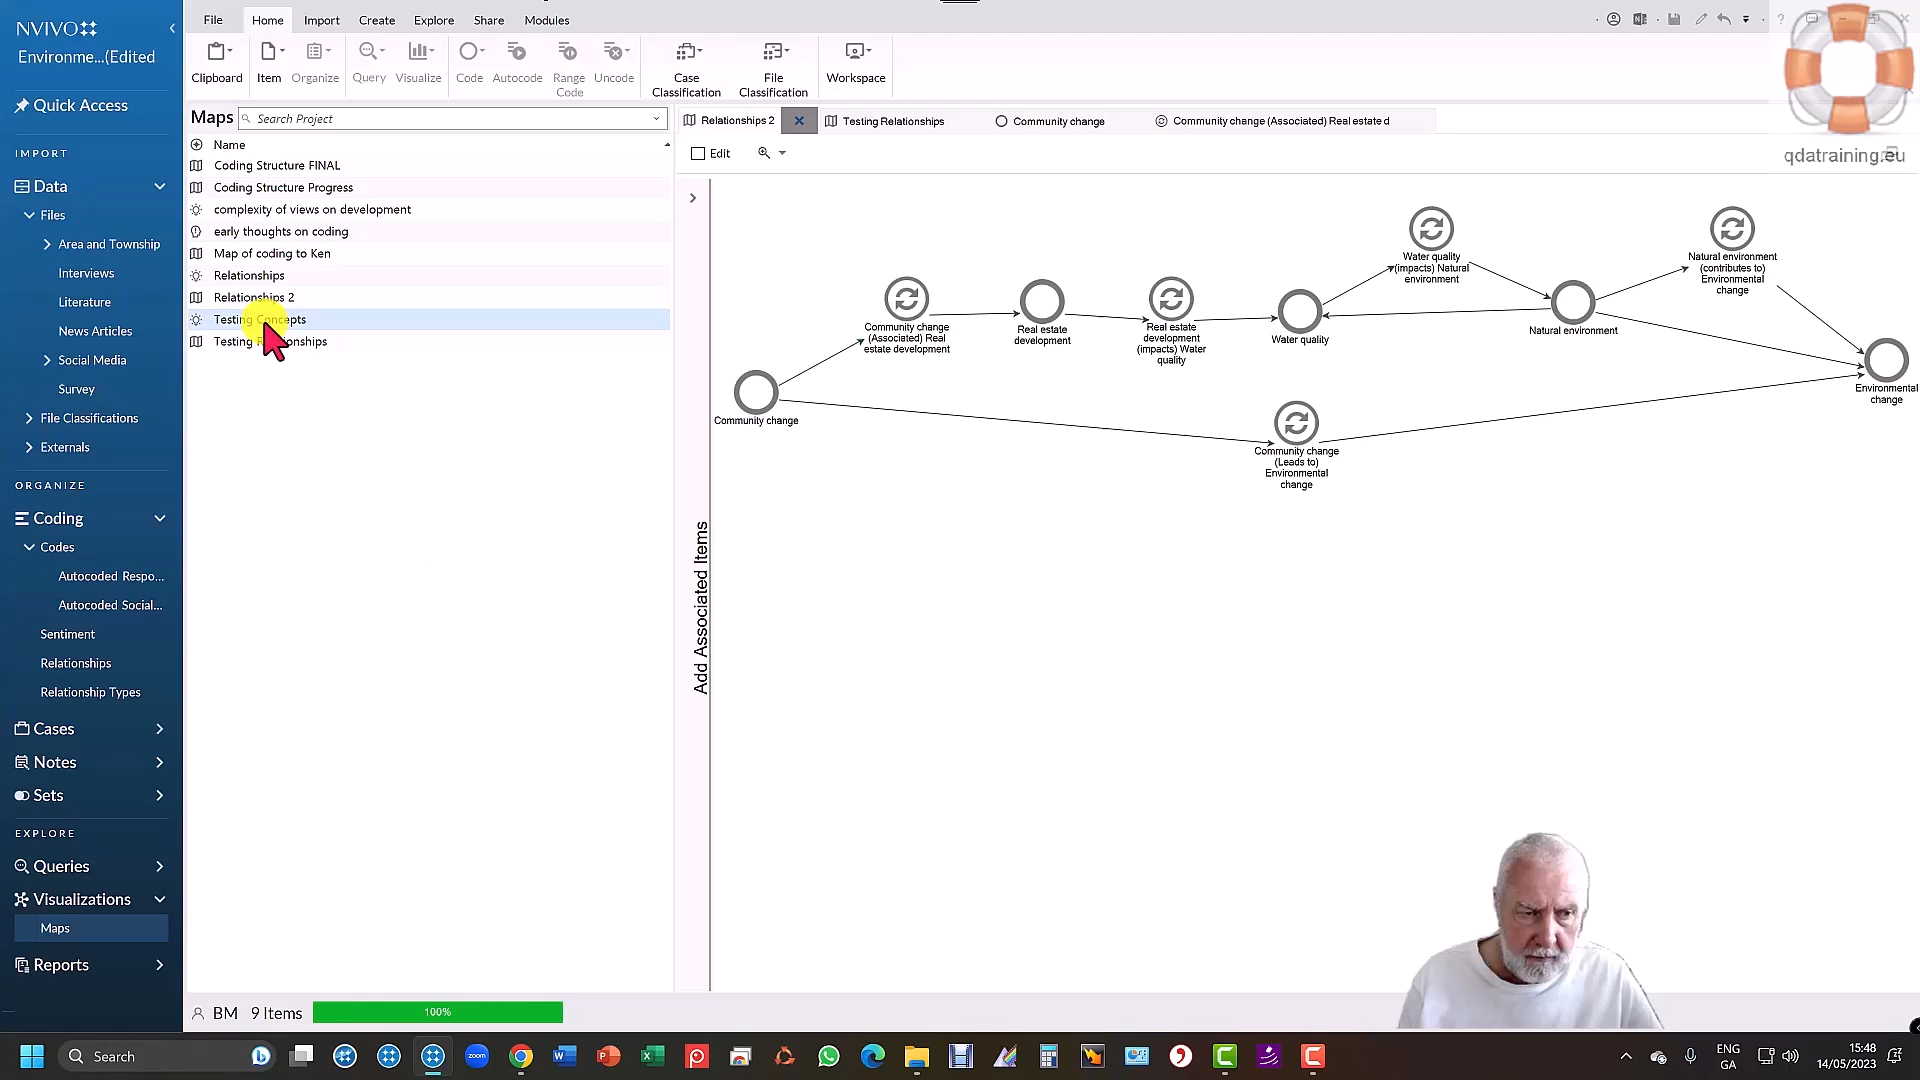 NVIVO
Environme...(Edited
Quick Access
IMPORT
Data
Files
Area and Township
Interviews
Literature
News Articles
Social Media
Survey
File Classifications
Externals
ORGANIZE
Coding
Codes
Autocoded Respo...
Autocoded Social...
Sentiment
Relationships
Relationship Types
Cases
Notes
Sets
EXPLORE
Queries
Visualizations
Maps
Reports
File Home Import Create Explore Share Modules
Clipboard Item Organize Query Visualize Code Autocode Range Code Uncode Case Classification File Classification Workspace
Maps Search Project
Name
Coding Structure FINAL
Coding Structure Progress
complexity of views on development
early thoughts on coding
Map of coding to Ken
Relationships
Relationships 2
Testing Concepts
Testing Relationships
Relationships 2 Testing Relationships Community change Community change (Associated) Real estate d
Edit
qdatraining.eu
Add Associated Items
Community change
Community change
(Associated) Real
estate development
Real estate
development
Real estate
development
(impacts) Water
quality
Water quality
Water quality
(impacts) Natural
environment
Natural environment
Natural environment
(contributes to)
Environmental
change
Environmental
change
Community change
(Leads to)
Environmental
change
BM 9 Items 100%
Search
zoom
ENG
GA
15:48
14/05/2023